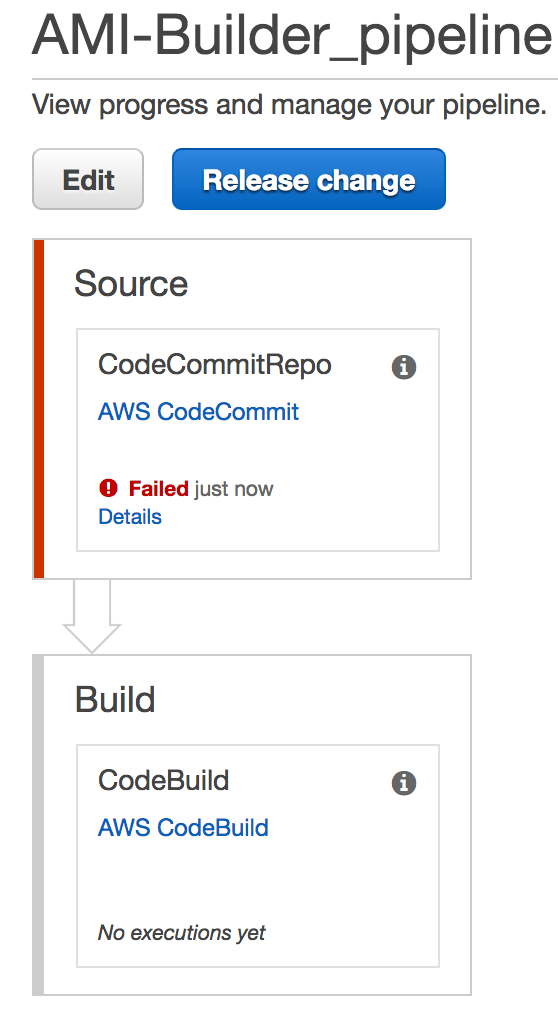 AMI-Builder_pipeline
View progress and manage your pipeline.
Edit
Release change
Source
CodeCommitRepo
AWS CodeCommit
Failed just now
Details
Build
CodeBuild
AWS CodeBuild
No executions yet